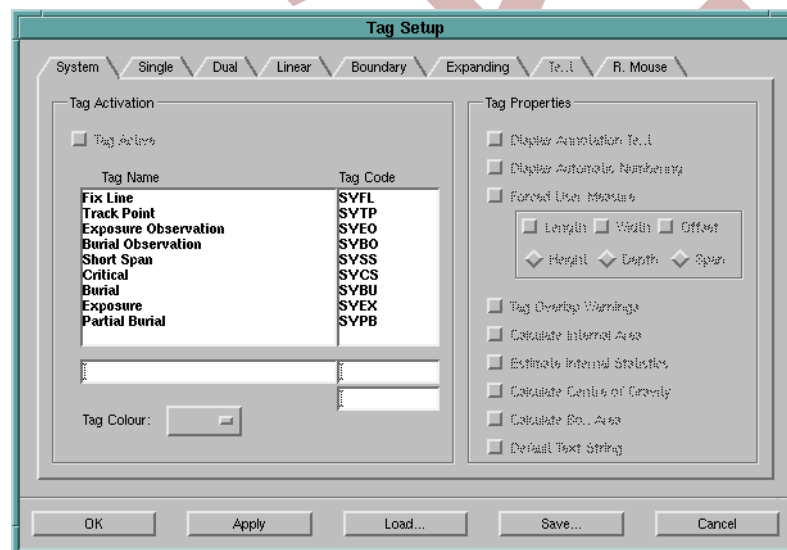 Tag Setup
System Single Dual Linear Boundary Expanding Te..t R. Mouse
Tag Activation
Tag Active
Tag Name Tag Code
Fix Line SYFL
Track Point SYTP
Exposure Observation SYEO
Burial Observation SYBO
Short Span SYSS
Critical SYCS
Burial SYBU
Exposure SYEX
Partial Burial SYPB
Tag Colour:
Tag Properties
Display Annotation Te..t
Display Automatic Numbering
Forced User Measure
Length Width Offset
Height Depth Span
Tag Overlap Warnings
Calculate Internal Area
Estimate Internal Statistics
Calculate Centre of Gravity
Calculate Bo.. Area
Default Text String
OK Apply Load... Save... Cancel